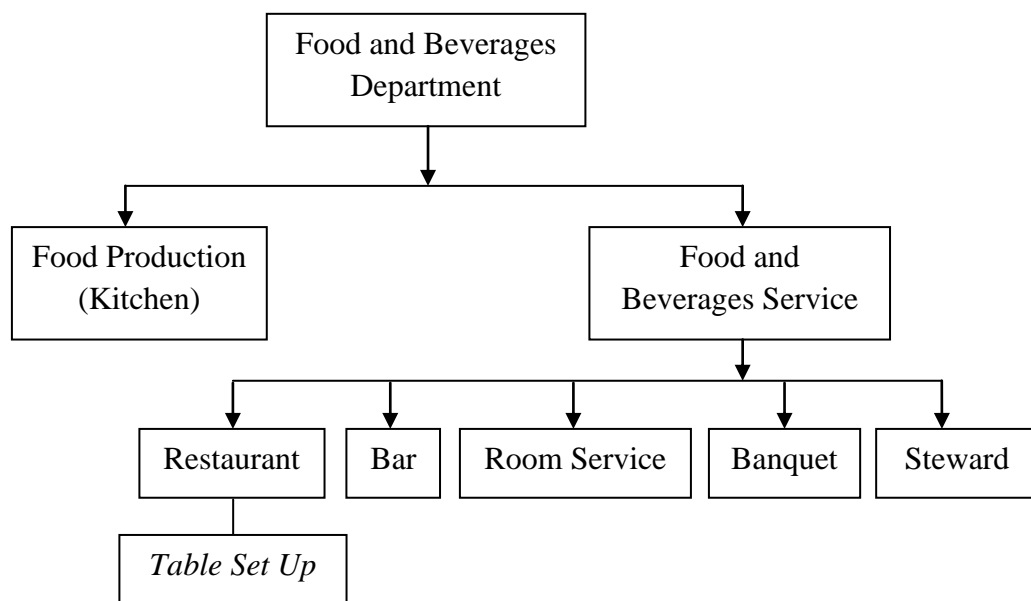 Food and Beverages
Department
Food Production
(Kitchen)
Food and
Beverages Service
Restaurant
Bar
Room Service
Banquet
Steward
Table Set Up